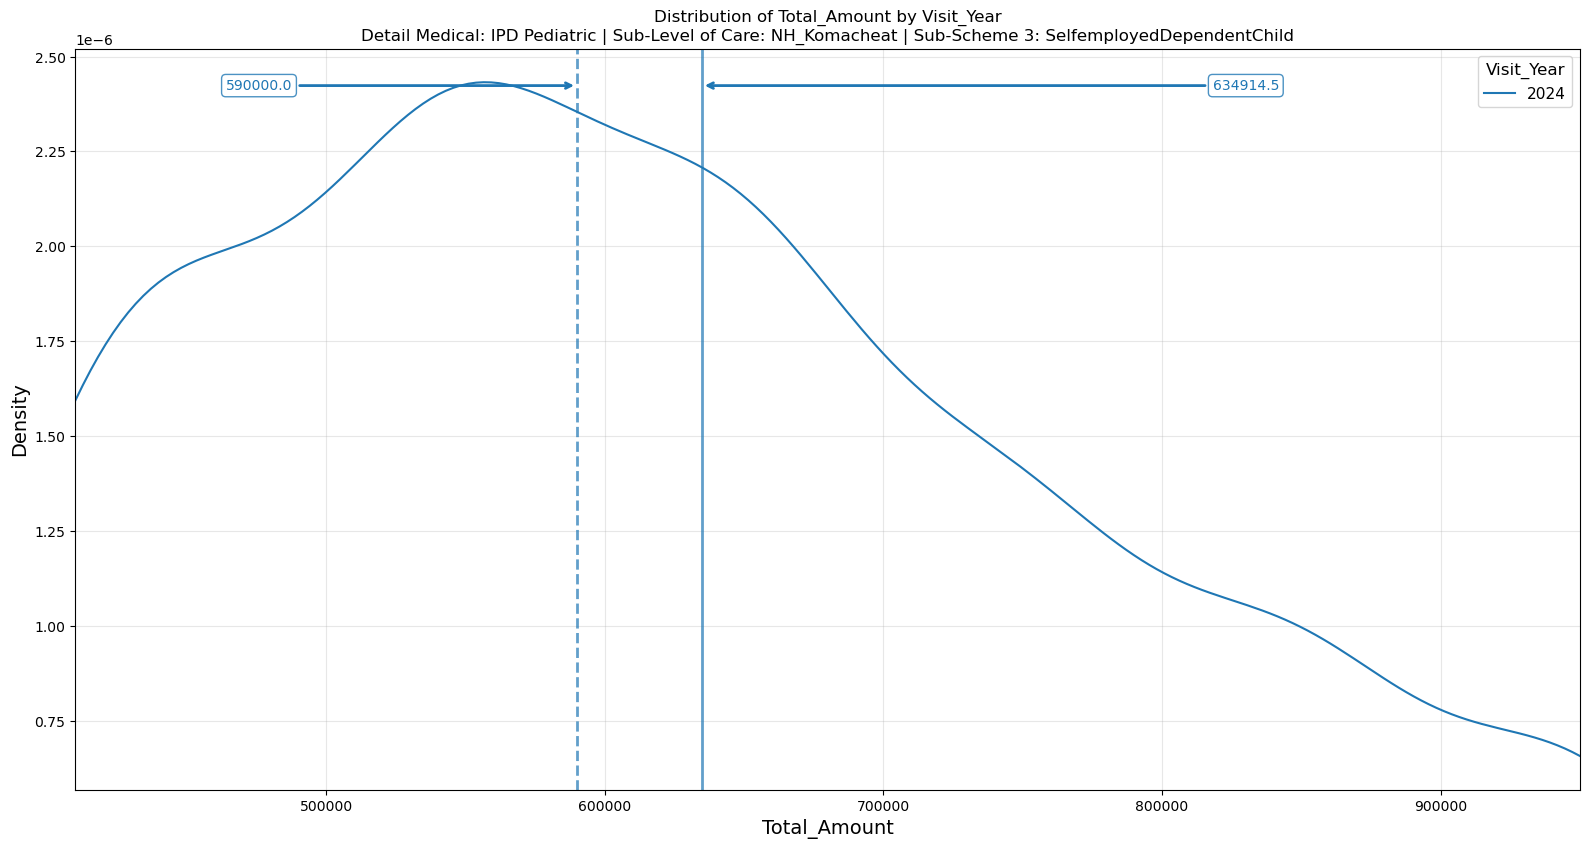 Distribution of Total_Amount by Visit_Year
Detail Medical: IPD Pediatric | Sub-Level of Care: NH_Komacheat | Sub-Scheme 3: SelfemployedDependentChild
1e−6
2.50
2.25
2.00
1.75
1.50
1.25
1.00
0.75
Density
590000.0
634914.5
Visit_Year
2024
500000 600000 700000 800000 900000
Total_Amount